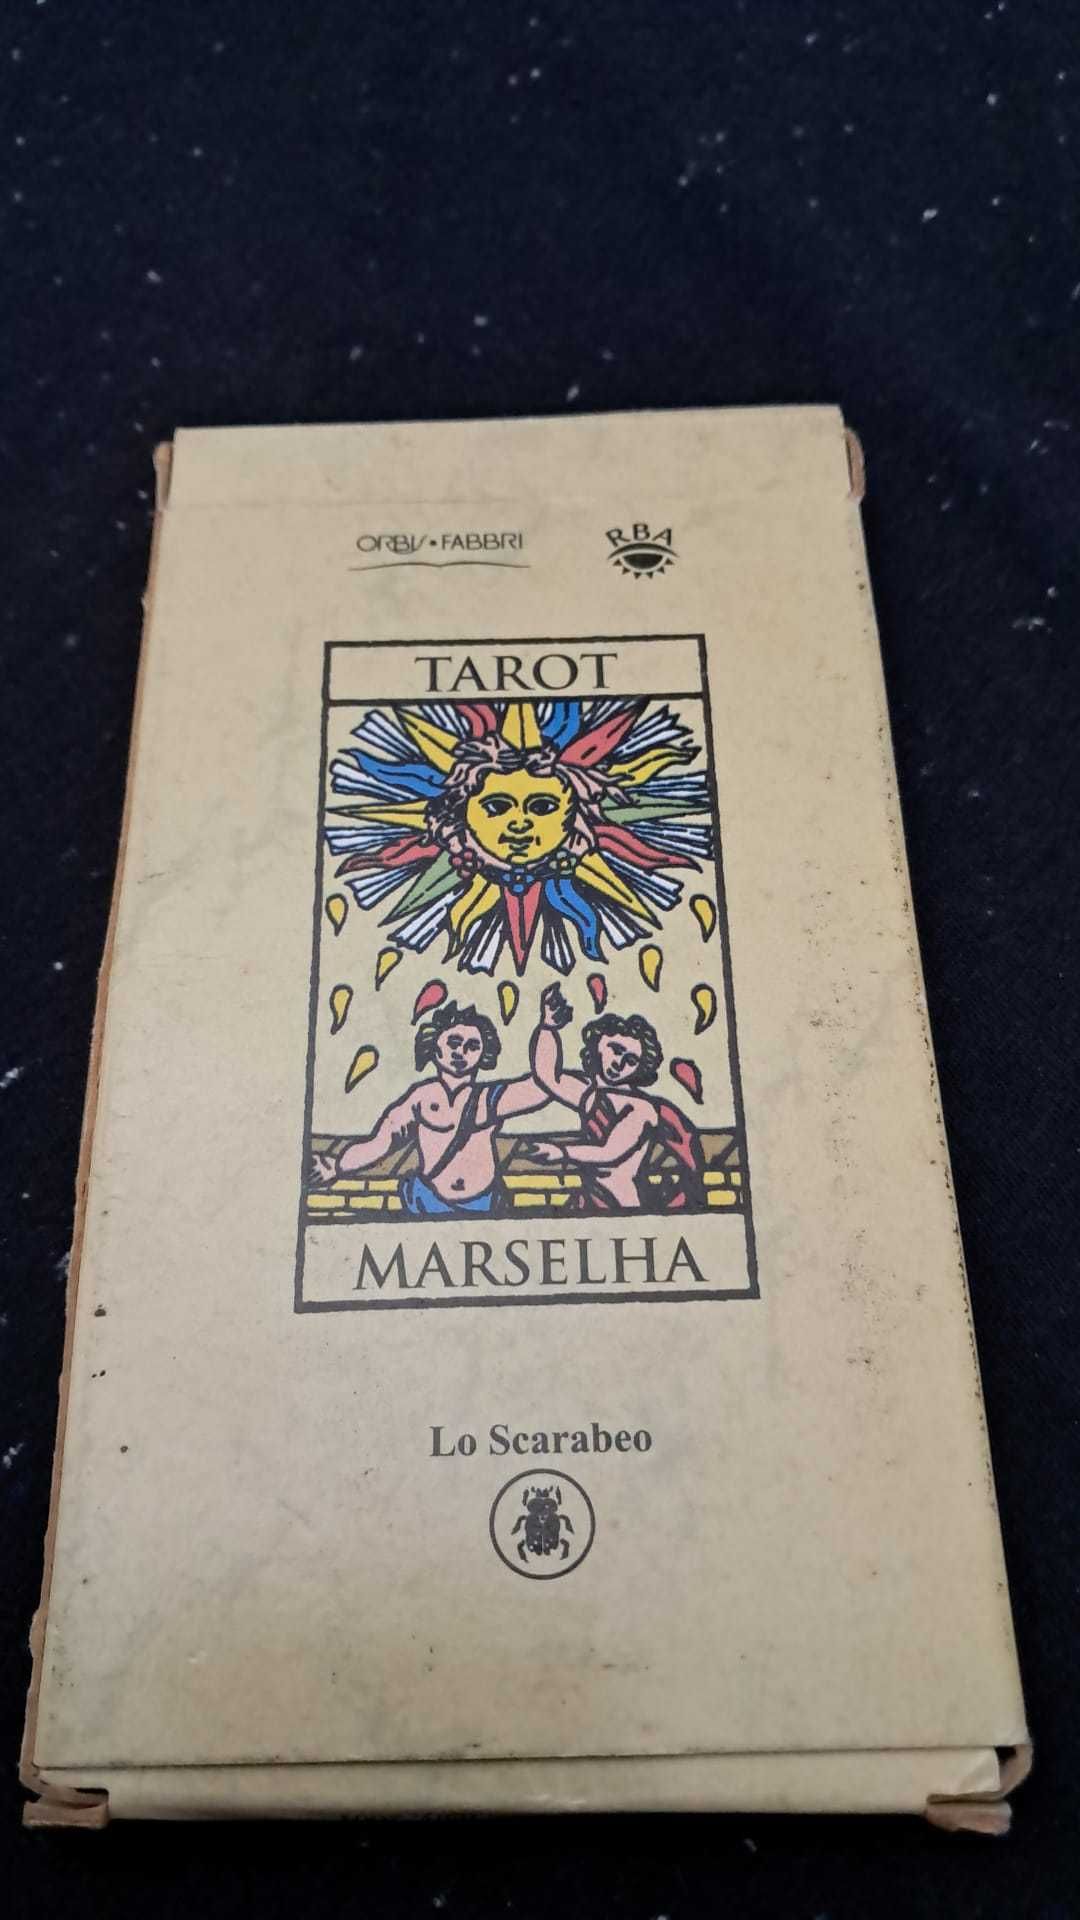 ORBIS•FABBRI
RBA
TAROT
MARSELHA
Lo Scarabeo